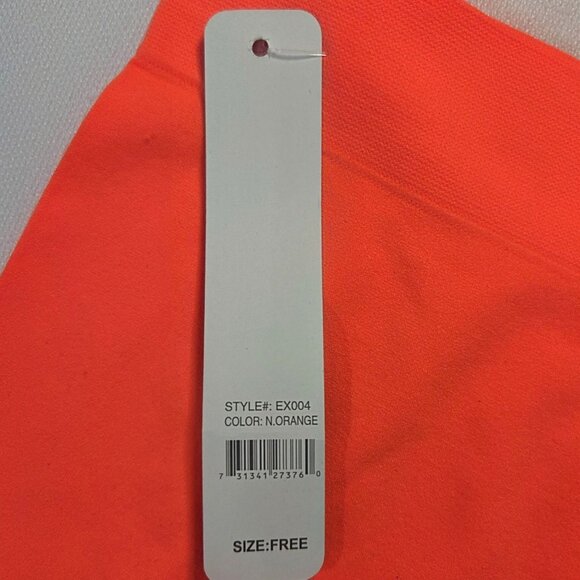 STYLE#: EX004
COLOR: N.ORANGE
7 31341 27376 0
SIZE:FREE